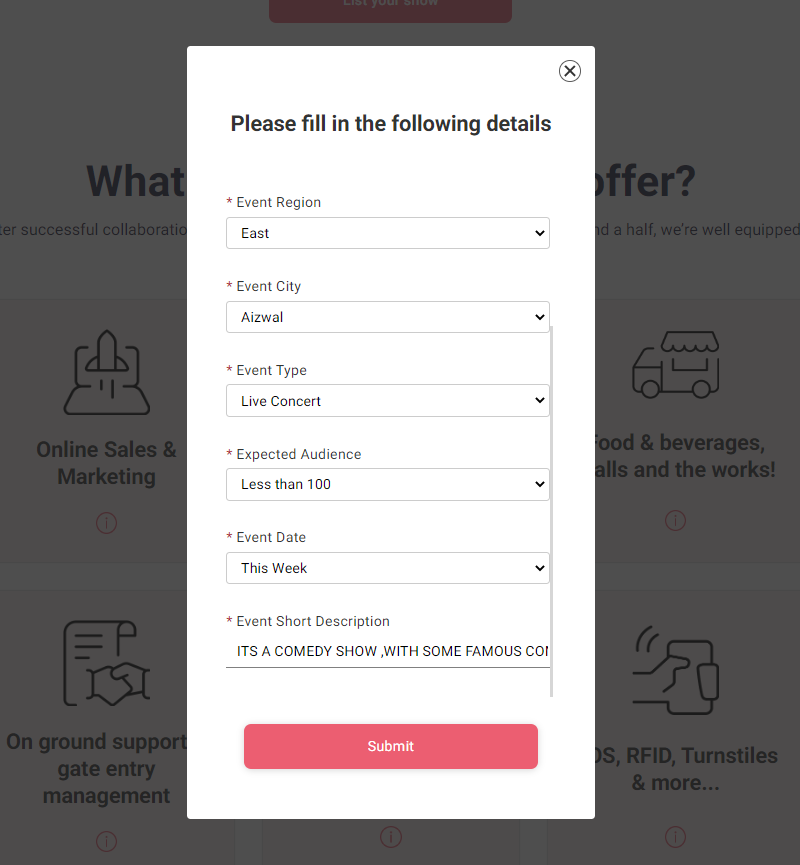 List your show
Please fill in the following details
What
offer?
ter successful collaboratio
nd a half, we're well equipped
* Event Region
East
* Event City
Aizwal
* Event Type
Live Concert
* Expected Audience
Less than 100
* Event Date
This Week
* Event Short Description
ITS A COMEDY SHOW ,WITH SOME FAMOUS COM
Submit
Online Sales &
Marketing
Food & beverages,
alls and the works!
On ground support
gate entry
management
OS, RFID, Turnstiles
& more...